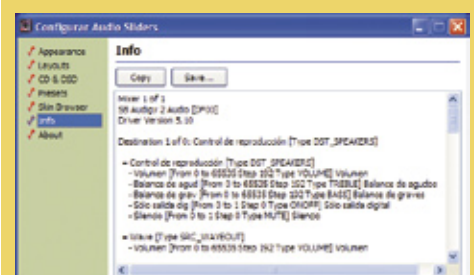 Configurar Audio Sliders
Appearance
Layouts
CD & OSD
Presets
Skin Browser
Info
About
Info
Copy
Save...
Mixer 1 of 1
SB Audigy 2 Audio [DF00]
Driver Version 5.10
Destination 1 of 0: Control de reproducción [Type DST_SPEAKERS]
Control de reproducción [Type DST_SPEAKERS]
- Volumen [From 0 to 65535 Step 192 Type VOLUME] Volumen
- Balance de agud [From 0 to 65535 Step 192 Type TREBLE] Balance de agudos
- Balance de grav [From 0 to 65535 Step 192 Type BASS] Balance de graves
- Sólo salida dig [From 0 to 1 Step 0 Type ONOFF] Sólo salida digital
- Silencio [From 0 to 1 Step 0 Type MUTE] Silencio
Wave [Type SRC_WAVEOUT]
- Volumen [From 0 to 65535 Step 192 Type VOLUME] Volumen